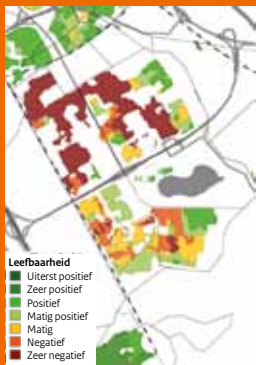 Leefbaarheid
Uiterst positief
Zeer positief
Positief
Matig positief
Matig
Negatief
Zeer negatief